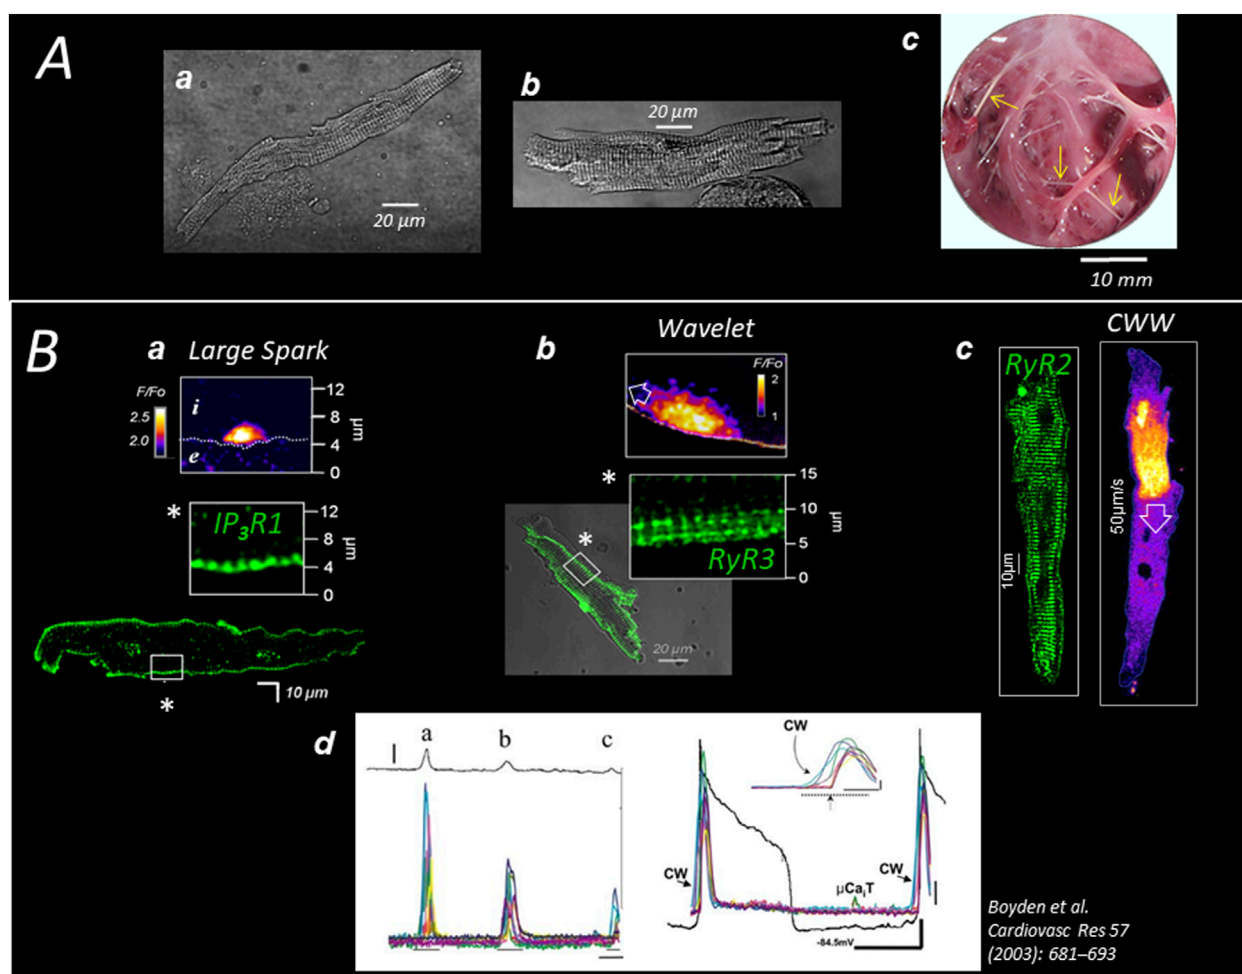 A
a
20 µm
b
20 µm
c
10 mm
B
a
Large Spark
F/Fo
2.5
2.0
i
e
12
8
4
0
µm
*
IP₃R1
12
8
4
0
µm
10 µm
*
b
Wavelet
F/Fo
2
1
*
15
10
5
0
µm
RyR3
*
20 µm
c
RyR2
10µm
CWW
50µm/s
d
a
b
c
CW
CW
CW
µCaᵢT
-84.5mV
Boyden et al.
Cardiovasc Res 57
(2003): 681–693